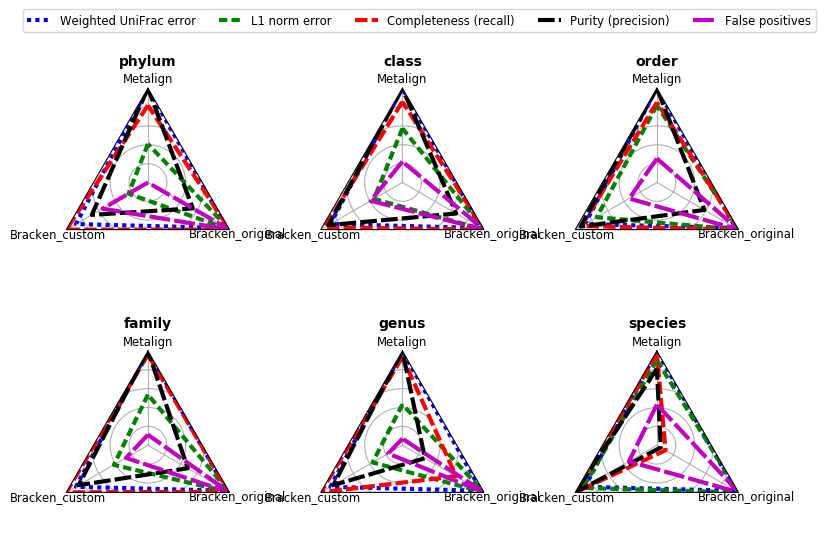 Weighted UniFrac error L1 norm error Completeness (recall) Purity (precision) False positives
phylum class order
Metalign Metalign Metalign
Bracken_custom Bracken_original Bracken_custom Bracken_original Bracken_custom Bracken_original
family genus species
Metalign Metalign Metalign
Bracken_custom Bracken_original Bracken_custom Bracken_original Bracken_custom Bracken_original